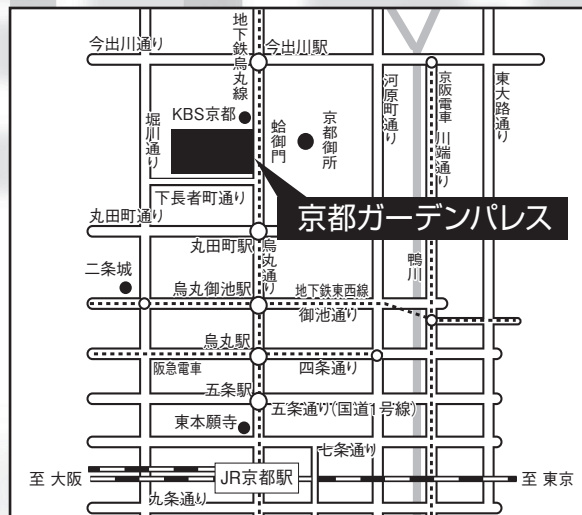 今出川通り
地下鉄烏丸線
今出川駅
堀川通り
KBS京都
蛤御門
京都御所
河原町通り
京阪電車
川端通り
東大路通り
下長者町通り
京都ガーデンパレス
丸田町通り
丸田町駅
烏丸通り
鴨川
二条城
烏丸御池駅
地下鉄東西線
御池通り
烏丸駅
阪急電車
四条通り
五条駅
五条通り(国道1号線)
東本願寺
七条通り
至 大阪
JR京都駅
至 東京
九条通り